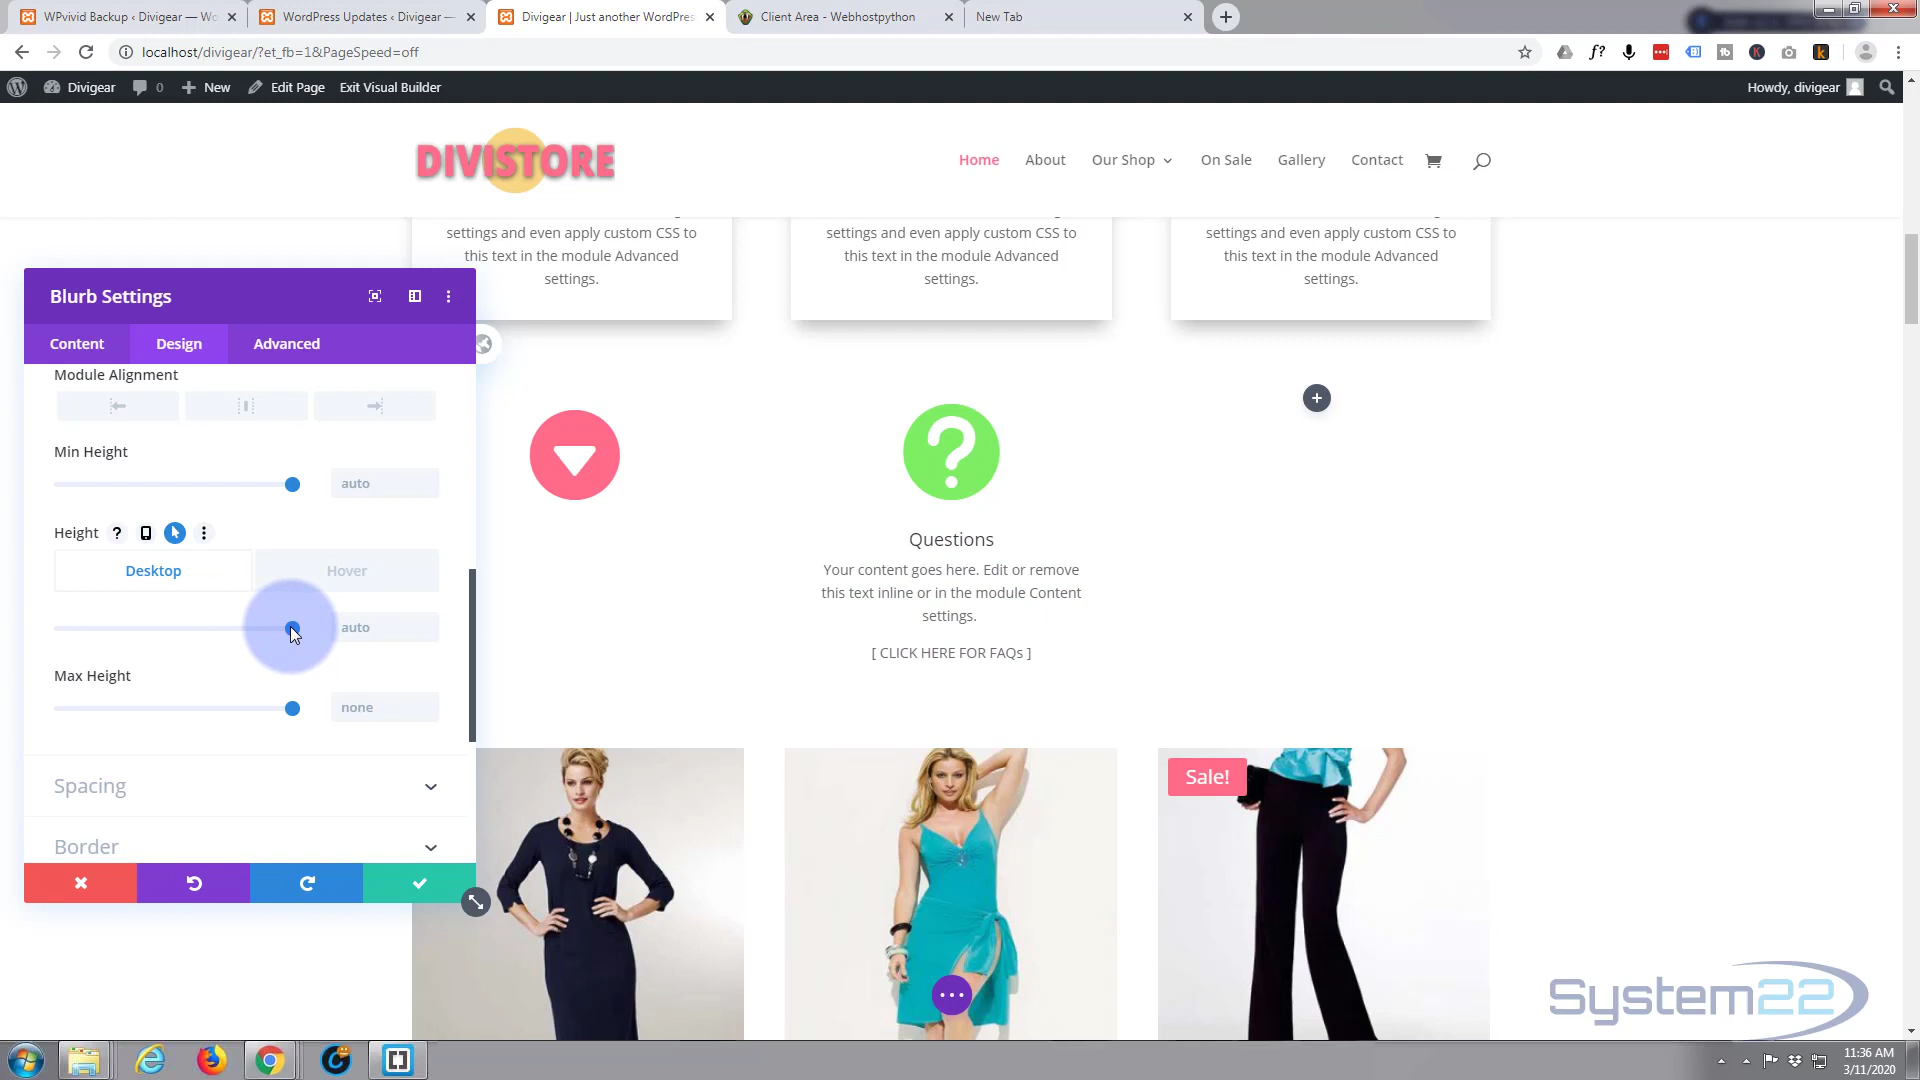 WPvivid Backup ‹ Divigear — Wo
WordPress Updates ‹ Divigear —
Divigear | Just another WordPress
Client Area - Webhostpython
New Tab
localhost/divigear/?et_fb=1&PageSpeed=off
Divigear
0
New
Edit Page
Exit Visual Builder
Howdy, divigear
DIVISTORE
Home
About
Our Shop
On Sale
Gallery
Contact
settings and even apply custom CSS to
this text in the module Advanced
settings.
settings and even apply custom CSS to
this text in the module Advanced
settings.
settings and even apply custom CSS to
this text in the module Advanced
settings.
Blurb Settings
Content
Design
Advanced
Module Alignment
Min Height
auto
Height
Desktop
Hover
auto
Max Height
none
Spacing
Border
Questions
Your content goes here. Edit or remove
this text inline or in the module Content
settings.
[ CLICK HERE FOR FAQs ]
Sale!
System22
11:36 AM
3/11/2020